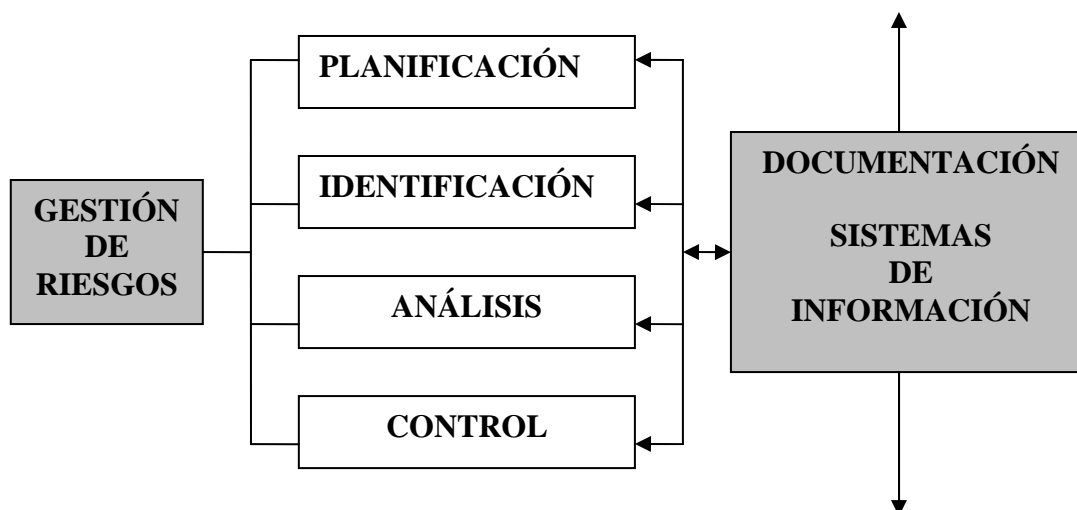 GESTIÓN
DE
RIESGOS
PLANIFICACIÓN
IDENTIFICACIÓN
ANÁLISIS
CONTROL
DOCUMENTACIÓN
SISTEMAS
DE
INFORMACIÓN